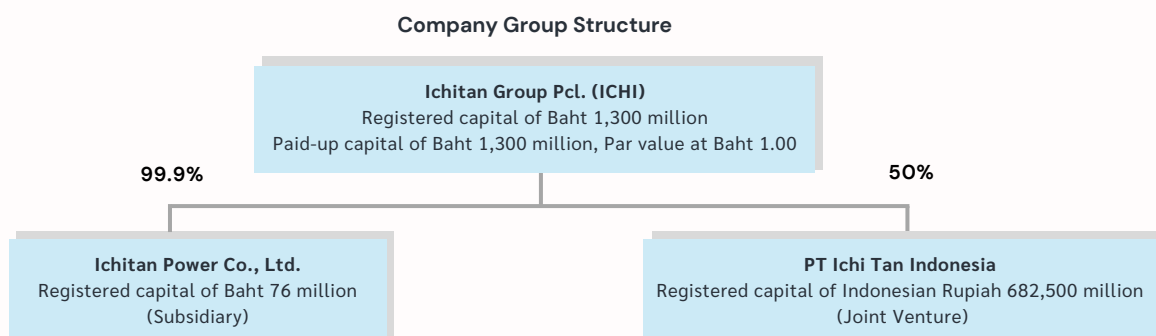 Company Group Structure
Ichitan Group Pcl. (ICHI)
Registered capital of Baht 1,300 million
Paid-up capital of Baht 1,300 million, Par value at Baht 1.00
99.9%
50%
Ichitan Power Co., Ltd.
Registered capital of Baht 76 million
(Subsidiary)
PT Ichi Tan Indonesia
Registered capital of Indonesian Rupiah 682,500 million
(Joint Venture)